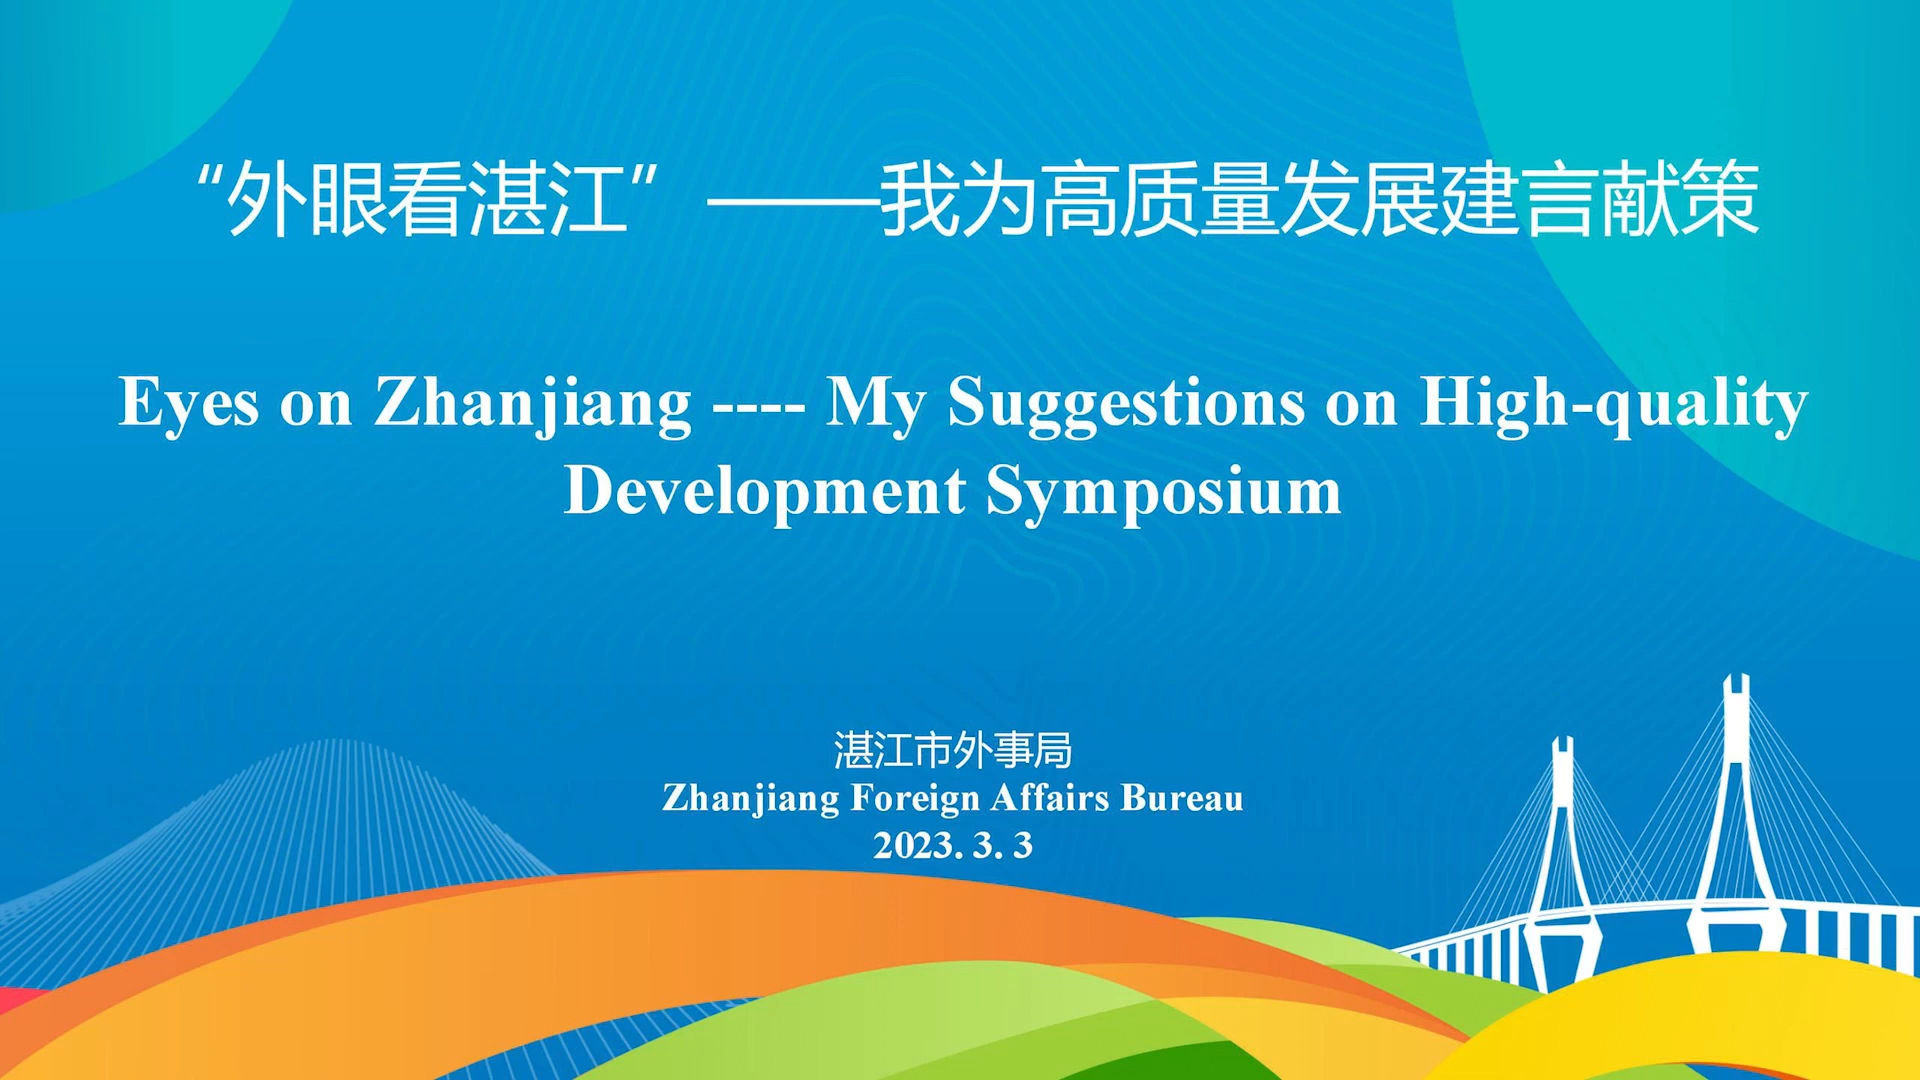 “外眼看湛江”——我为高质量发展建言献策
Eyes on Zhanjiang ---- My Suggestions on High-quality
Development Symposium
湛江市外事局
Zhanjiang Foreign Affairs Bureau
2023. 3. 3